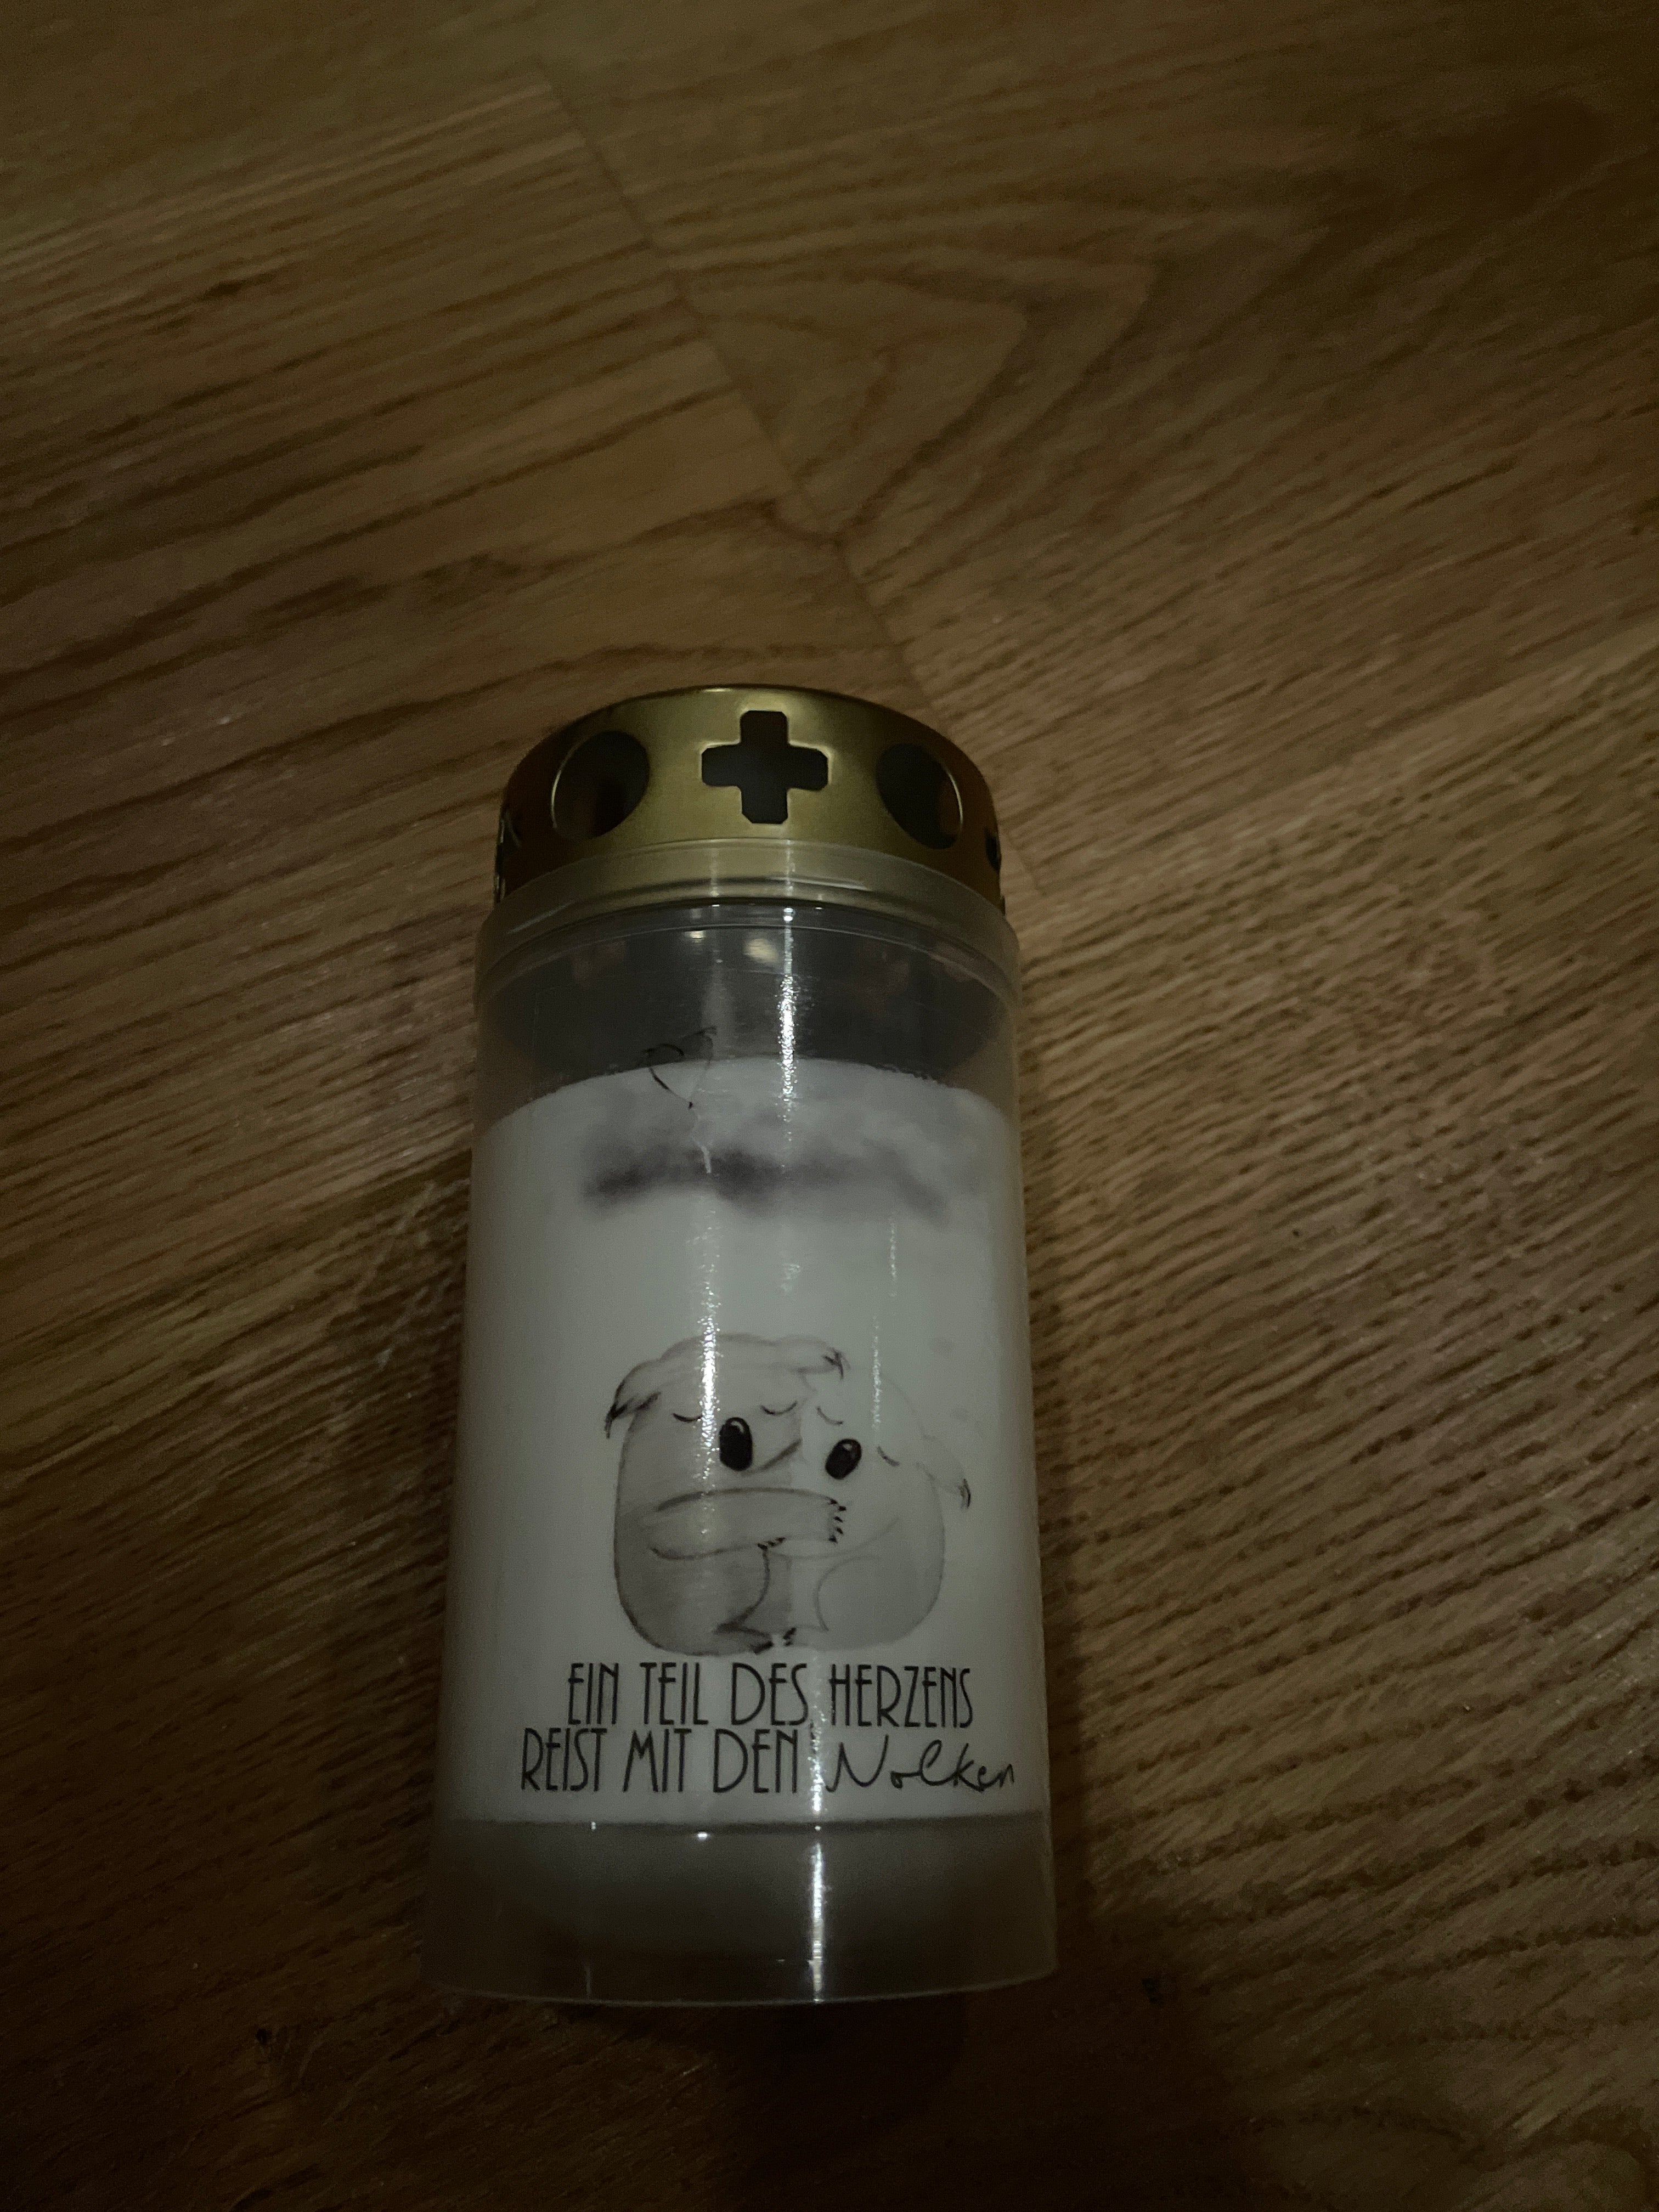 EIN TEIL DES HERZENS
REIST MIT DEN Wolken